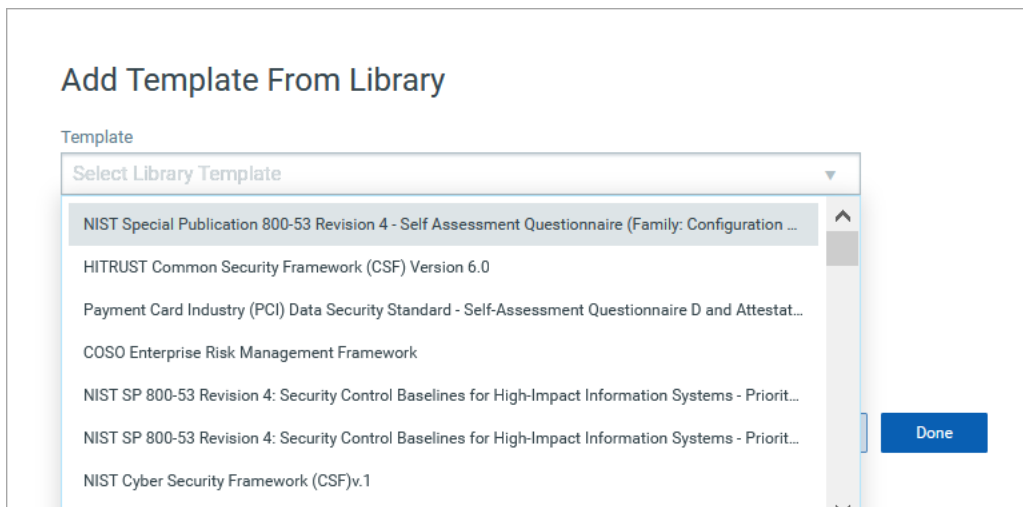 Add Template From Library
Template
Select Library Template
NIST Special Publication 800-53 Revision 4 - Self Assessment Questionnaire (Family: Configuration ...
HITRUST Common Security Framework (CSF) Version 6.0
Payment Card Industry (PCI) Data Security Standard - Self-Assessment Questionnaire D and Attestat...
COSO Enterprise Risk Management Framework
NIST SP 800-53 Revision 4: Security Control Baselines for High-Impact Information Systems - Priorit...
NIST SP 800-53 Revision 4: Security Control Baselines for High-Impact Information Systems - Priorit...
Done
NIST Cyber Security Framework (CSF)v.1